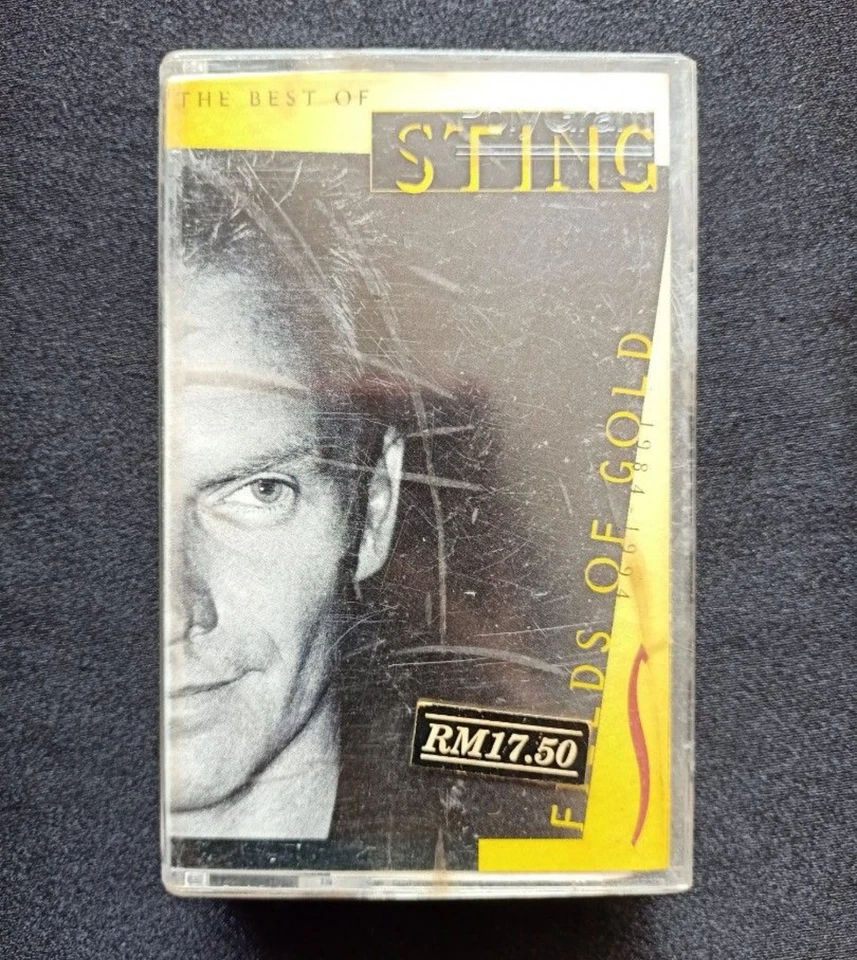 THE BEST OF
PolyGram
STING
FIELDS OF GOLD
1984-1994
RM17.50